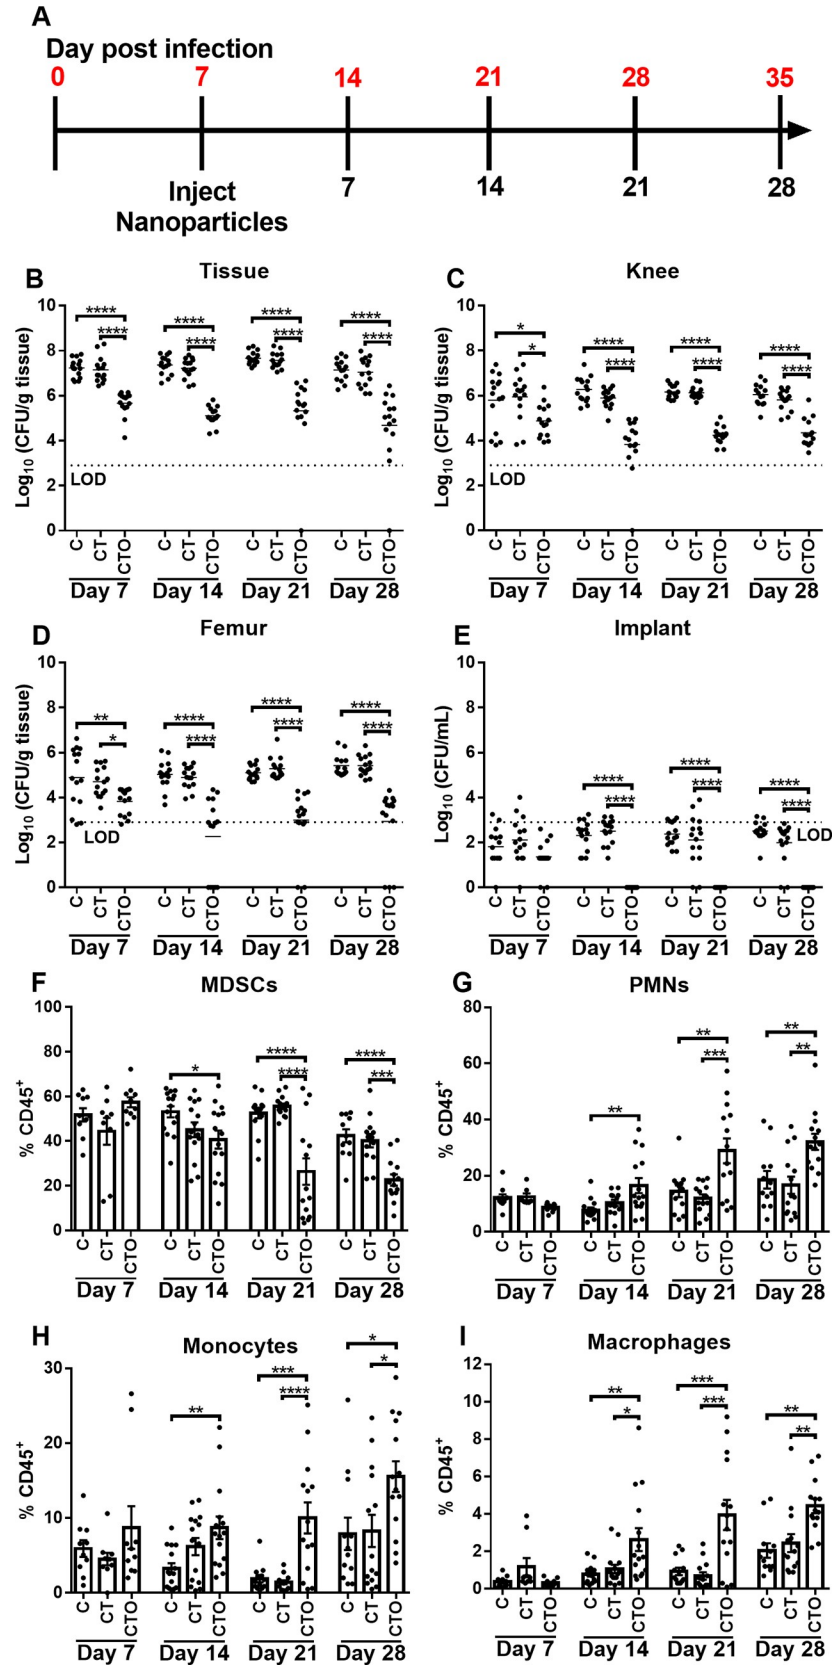 A
Day post infection
0 7 14 21 28 35
Inject
Nanoparticles
7 14 21 28
B
Tissue
Log10 (CFU/g tissue)
10
8
6
4
2
0
**** **** **** **** **** **** **** ****
LOD
C CT CTO C CT CTO C CT CTO C CT CTO
Day 7 Day 14 Day 21 Day 28
C
Knee
Log10 (CFU/g tissue)
10
8
6
4
2
0
* * **** **** **** **** **** ****
LOD
C CT CTO C CT CTO C CT CTO C CT CTO
Day 7 Day 14 Day 21 Day 28
D
Femur
Log10 (CFU/g tissue)
10
8
6
4
2
0
** * **** **** **** **** **** ****
LOD
C CT CTO C CT CTO C CT CTO C CT CTO
Day 7 Day 14 Day 21 Day 28
E
Implant
Log10 (CFU/mL)
10
8
6
4
2
0
**** **** **** **** **** ****
LOD
C CT CTO C CT CTO C CT CTO C CT CTO
Day 7 Day 14 Day 21 Day 28
F
MDSCs
% CD45+
100
80
60
40
20
0
* **** **** **** ***
C CT CTO C CT CTO C CT CTO C CT CTO
Day 7 Day 14 Day 21 Day 28
G
PMNs
% CD45+
80
60
40
20
0
** ** *** ** **
C CT CTO C CT CTO C CT CTO C CT CTO
Day 7 Day 14 Day 21 Day 28
H
Monocytes
% CD45+
30
20
10
0
** *** **** * *
C CT CTO C CT CTO C CT CTO C CT CTO
Day 7 Day 14 Day 21 Day 28
I
Macrophages
% CD45+
12
10
8
6
4
2
0
** * *** *** ** **
C CT CTO C CT CTO C CT CTO C CT CTO
Day 7 Day 14 Day 21 Day 28